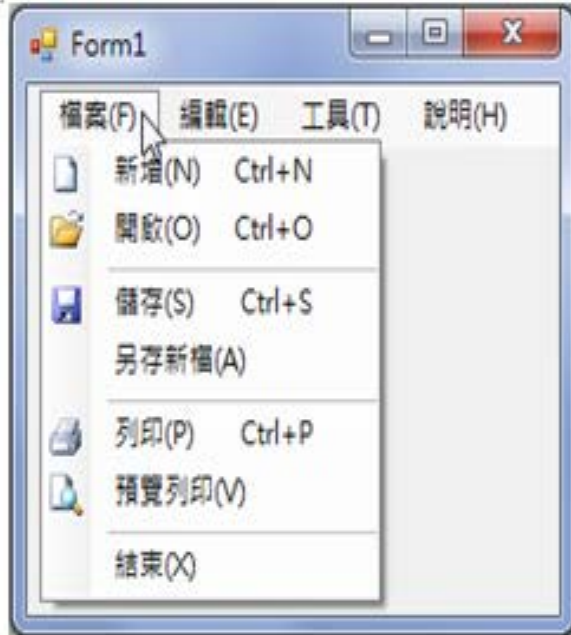 Form1
檔案(F) 編輯(E) 工具(T) 說明(H)
新增(N) Ctrl+N
開啟(O) Ctrl+O
儲存(S) Ctrl+S
另存新檔(A)
列印(P) Ctrl+P
預覽列印(V)
結束(X)